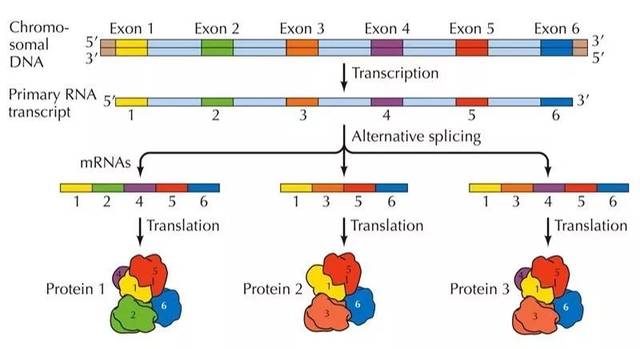 Chromo-
somal
DNA
Exon 1 Exon 2 Exon 3 Exon 4 Exon 5 Exon 6
5′ 3′
3′ 5′
Transcription
Primary RNA
transcript
5′ 3′
1 2 3 4 5 6
Alternative splicing
mRNAs
1 2 4 5 6 1 3 5 6 1 3 4 5 6
Translation Translation Translation
Protein 1 Protein 2 Protein 3
4 5 1 6 2
5 1 6 3
4 5 1 6 3